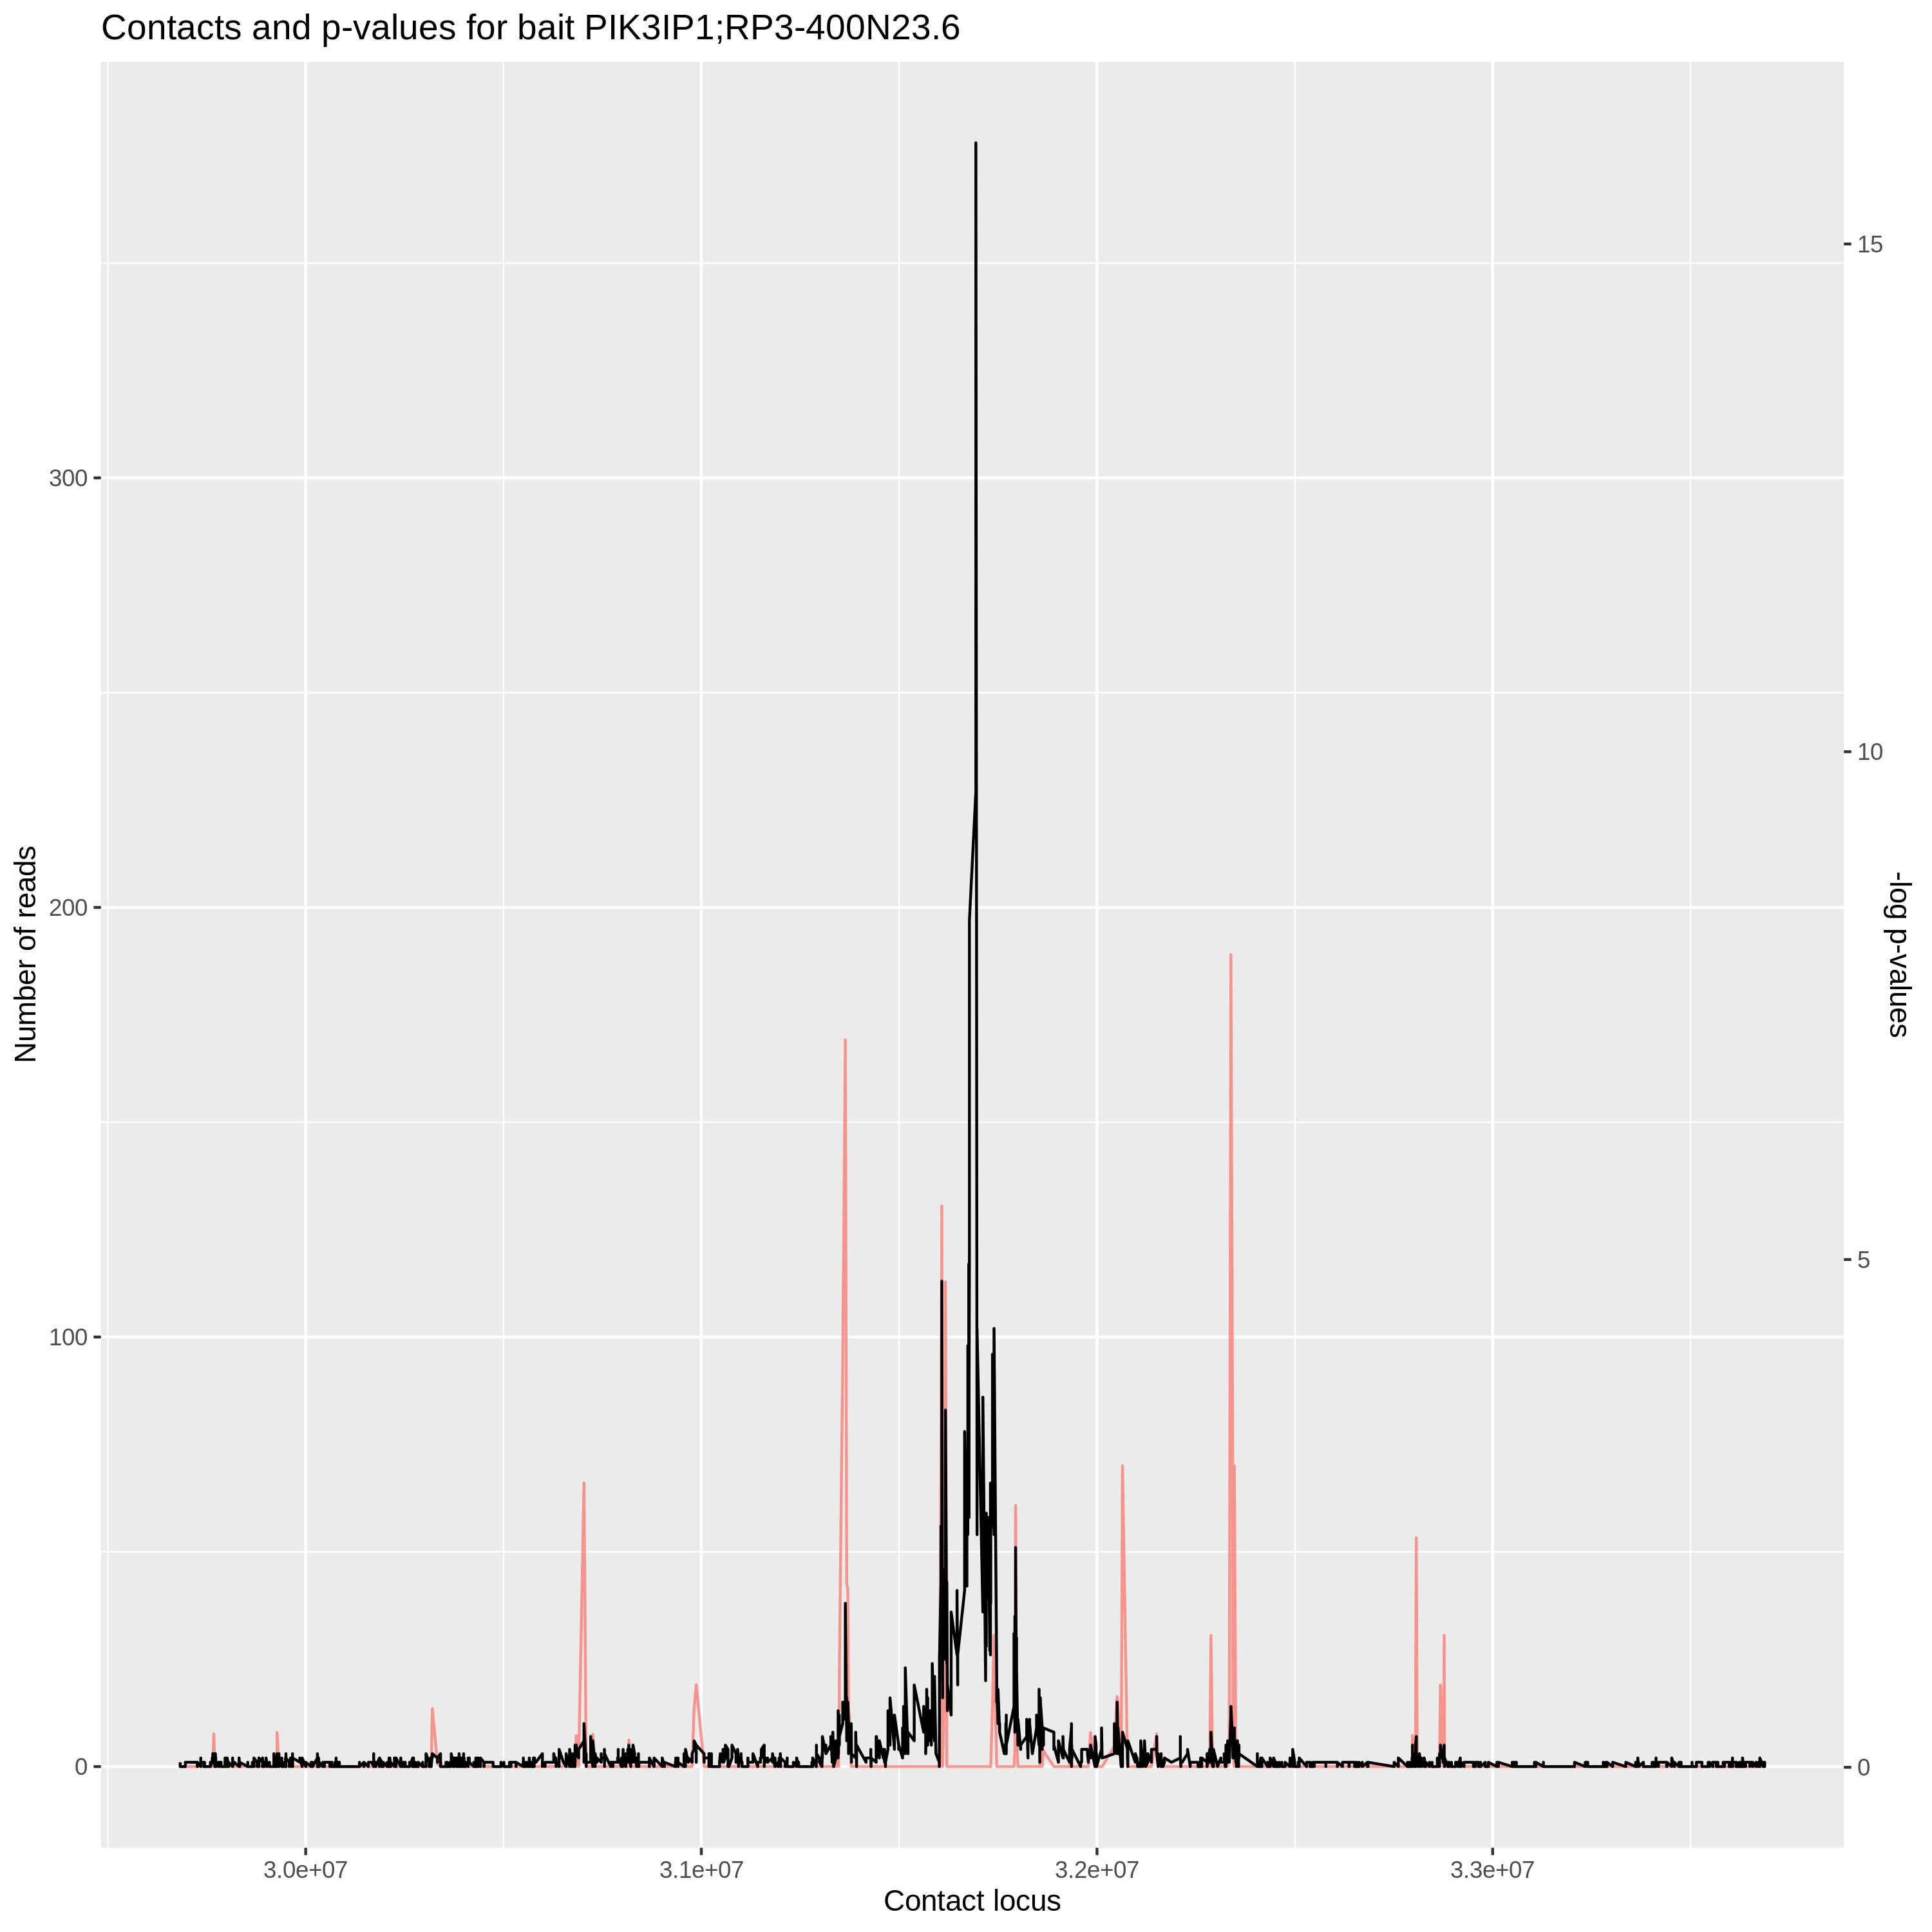 Contacts and p-values for bait PIK3IP1;RP3-400N23.6
Number of reads
300
200
100
0
15
10
5
0
-log p-values
3.0e+07
3.1e+07
3.2e+07
3.3e+07
Contact locus